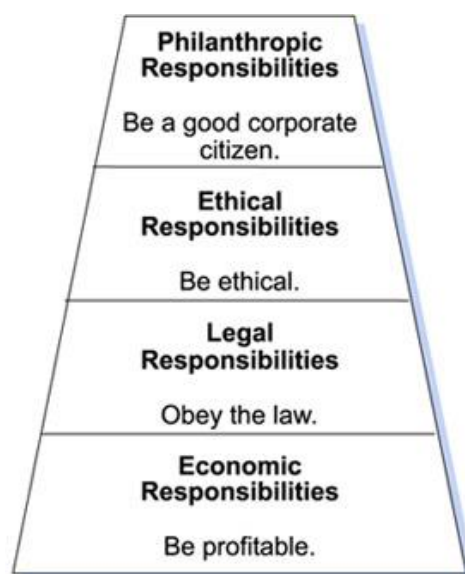 Philanthropic
Responsibilities
Be a good corporate
citizen.
Ethical
Responsibilities
Be ethical.
Legal
Responsibilities
Obey the law.
Economic
Responsibilities
Be profitable.